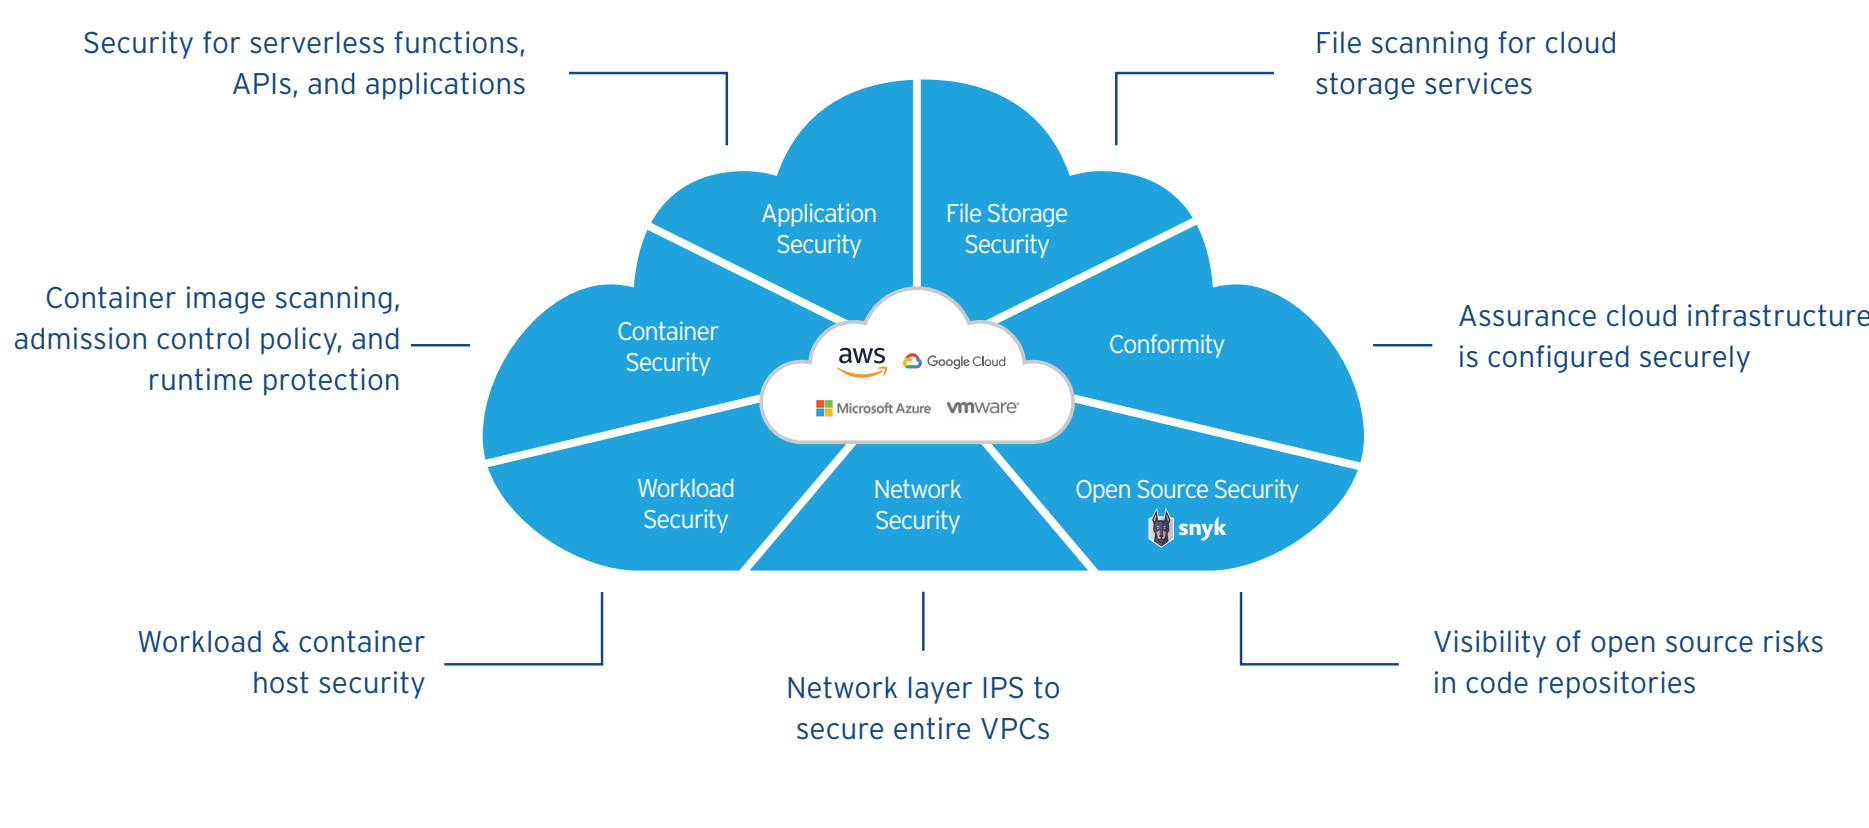 Security for serverless functions,
APIs, and applications
File scanning for cloud
storage services
Application
Security
File Storage
Security
Container image scanning,
admission control policy, and
runtime protection
Container
Security
Conformity
Assurance cloud infrastructure
is configured securely
aws
Google Cloud
Microsoft Azure
vmware®
Workload
Security
Network
Security
Open Source Security
snyk
Workload & container
host security
Network layer IPS to
secure entire VPCs
Visibility of open source risks
in code repositories